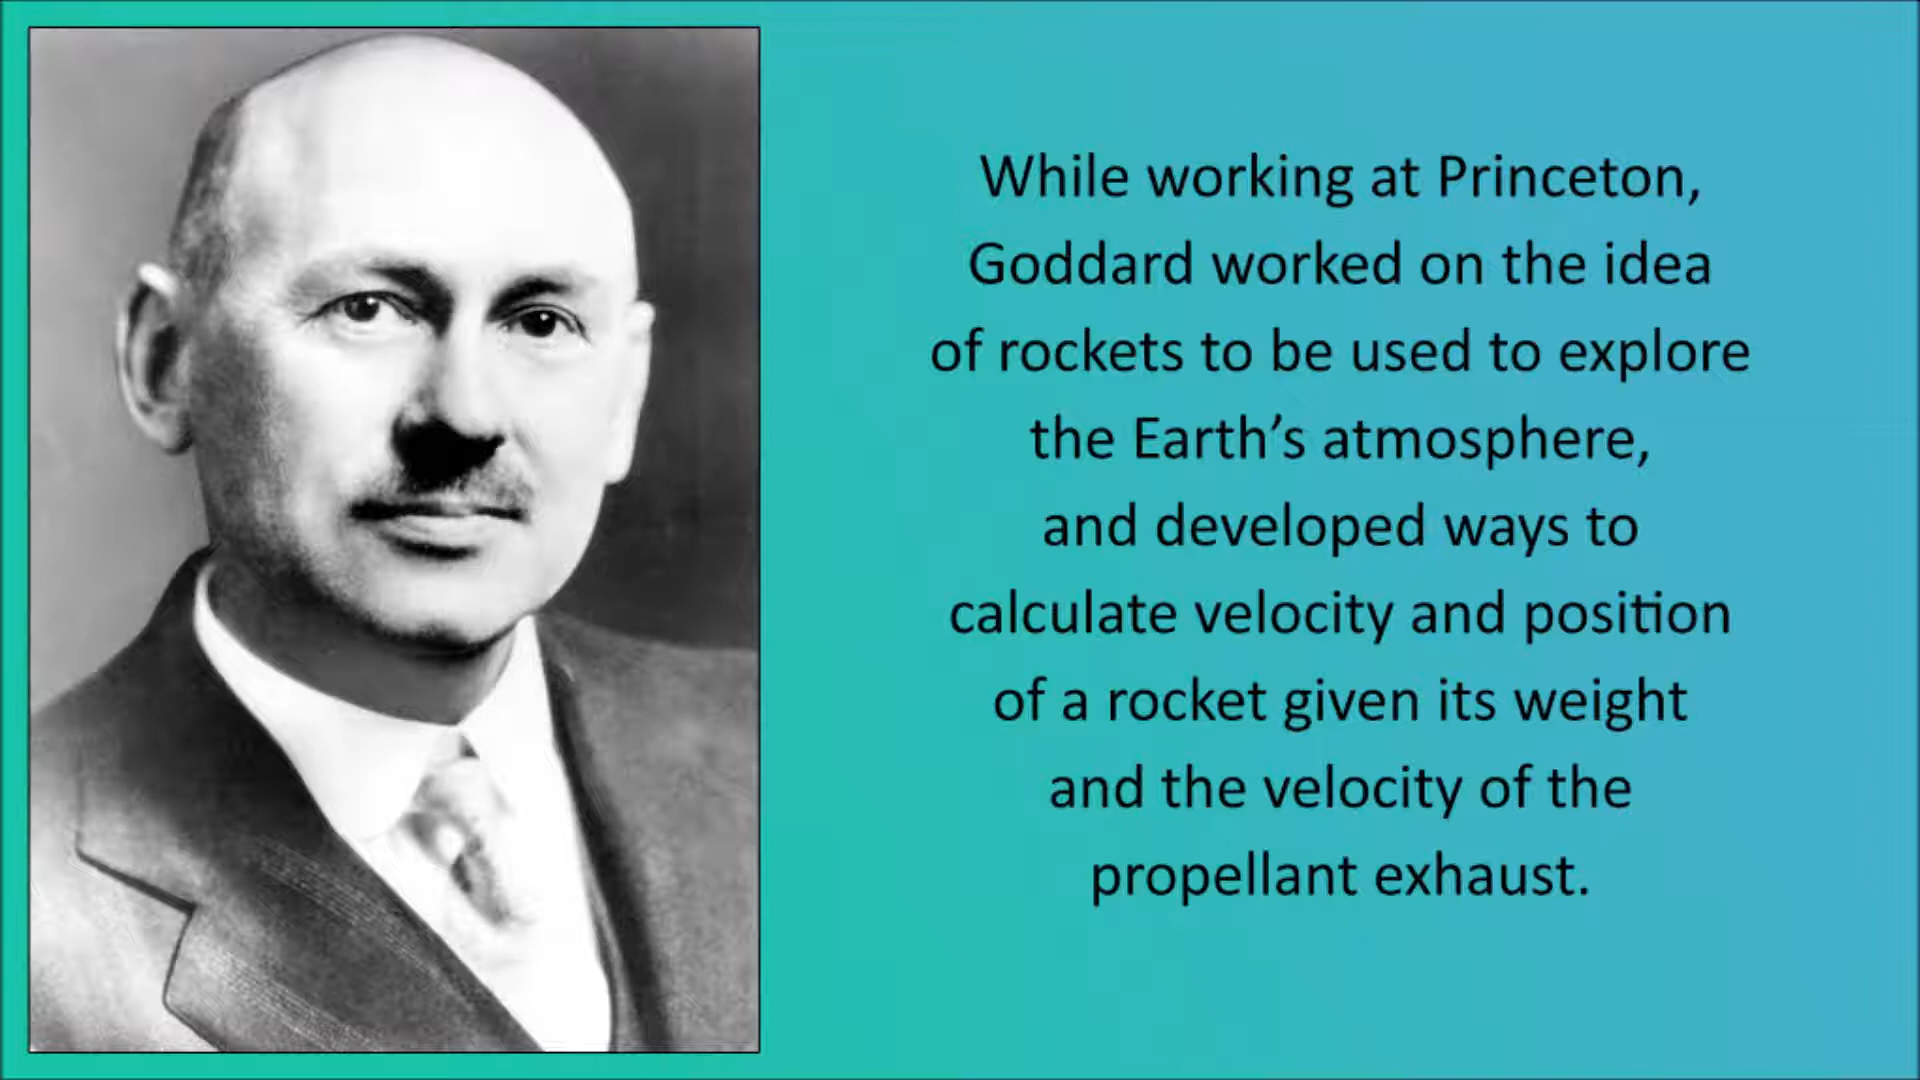 While working at Princeton,
Goddard worked on the idea
of rockets to be used to explore
the Earth’s atmosphere,
and developed ways to
calculate velocity and position
of a rocket given its weight
and the velocity of the
propellant exhaust.